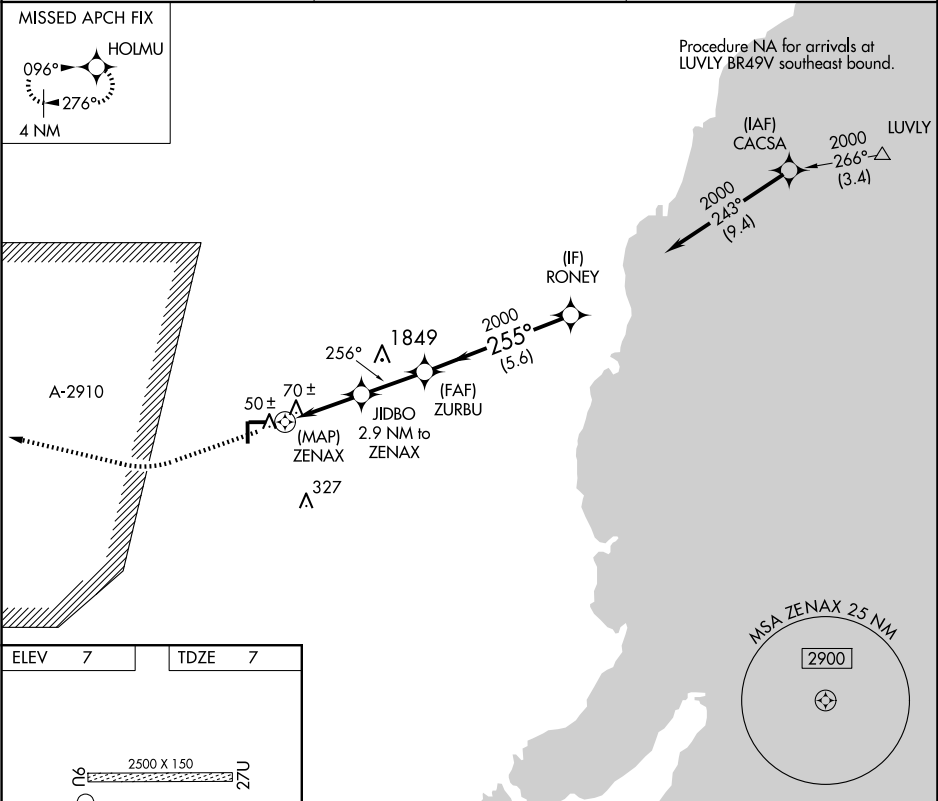 MISSED APCH FIX
HOLMU
096°
276°
4 NM
Procedure NA for arrivals at
LUVLY BR49V southeast bound.
(IAF)
CACSA
LUVLY
2000
266°
(3.4)
2000
243°
(9.4)
(IF)
RONEY
2000
255°
(5.6)
1849
256°
(FAF)
ZURBU
A-2910
50 ±
70 ±
JIDBO
2.9 NM to
ZENAX
(MAP)
ZENAX
327
MSA ZENAX 25 NM
2900
ELEV 7
TDZE 7
2500 X 150
9U
27U